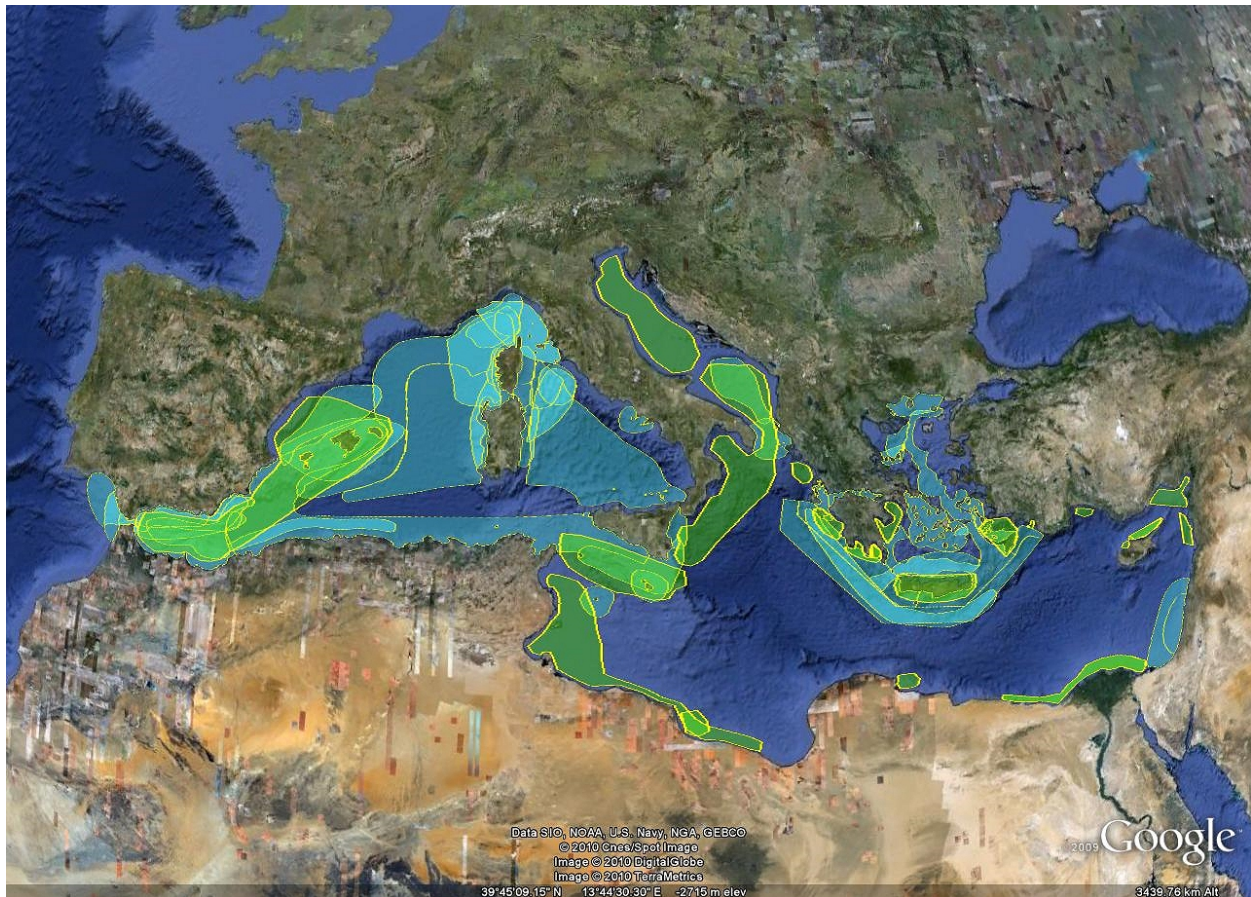 Data SIO, NOAA, U.S. Navy, NGA, GEBCO
© 2010 Cnes/Spot Image
Image © 2010 DigitalGlobe
Image © 2010 TerraMetrics
2009 Google
39°45'09.15" N 13°44'30.30" E -2715 m elev
3439.76 km Alt